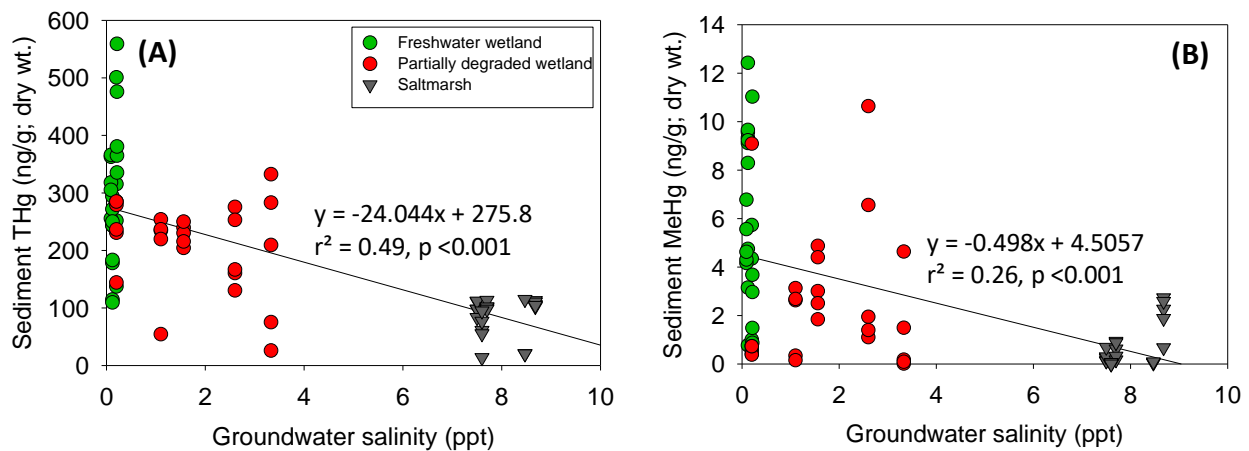 600
500
400
300
200
100
0
Sediment THg (ng/g; dry wt.)
(A)
Freshwater wetland
Partially degraded wetland
Saltmarsh
y = -24.044x + 275.8
r² = 0.49, p <0.001
0 2 4 6 8 10
Groundwater salinity (ppt)
14
12
10
8
6
4
2
0
Sediment MeHg (ng/g; dry wt.)
(B)
y = -0.498x + 4.5057
r² = 0.26, p <0.001
0 2 4 6 8 10
Groundwater salinity (ppt)